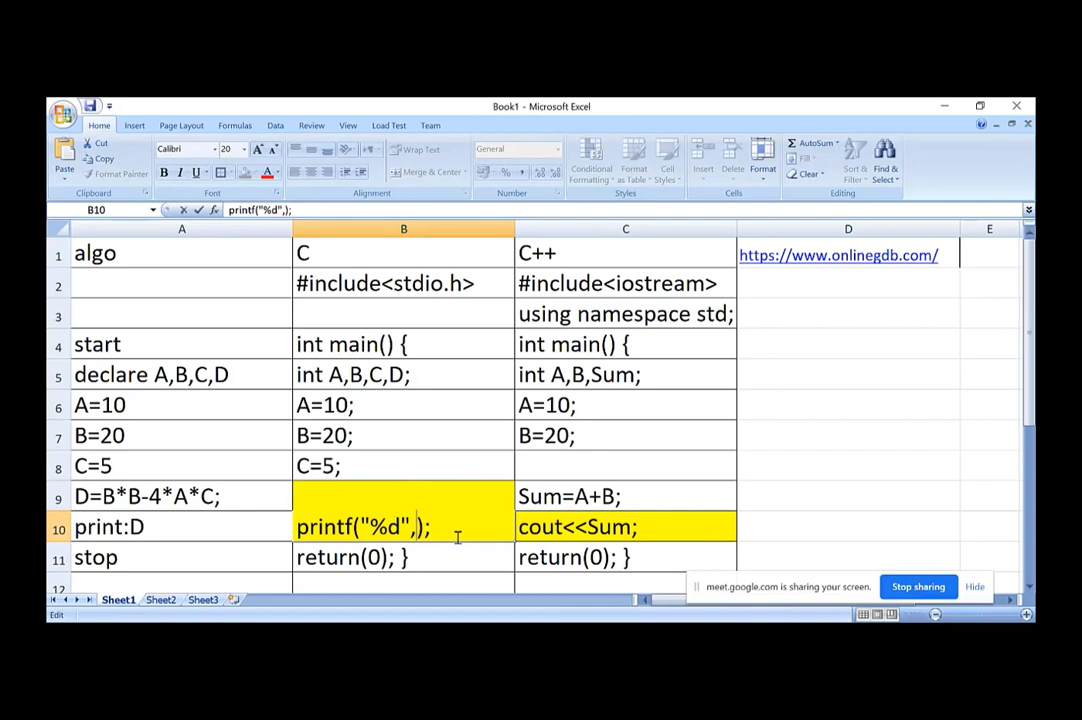 Book1 - Microsoft Excel
Home Insert Page Layout Formulas Data Review View Load Test Team
Paste
Cut
Copy
Format Painter
Clipboard
Calibri 20
B I U
Font
Wrap Text
Merge & Center
Alignment
General
Number
Conditional Formatting
Format as Table
Cell Styles
Styles
Insert Delete Format
Cells
AutoSum
Fill
Clear
Sort & Filter
Find & Select
Editing
B10 fx printf("%d",);
A B C D E
1 algo C C++ https://www.onlinegdb.com/
2 #include<stdio.h> #include<iostream>
3 using namespace std;
4 start int main() { int main() {
5 declare A,B,C,D int A,B,C,D; int A,B,Sum;
6 A=10 A=10; A=10;
7 B=20 B=20; B=20;
8 C=5 C=5;
9 D=B*B-4*A*C; Sum=A+B;
10 print:D printf("%d",); cout<<Sum;
11 stop return(0); } return(0); }
12
meet.google.com is sharing your screen. Stop sharing Hide
Sheet1 Sheet2 Sheet3
Edit